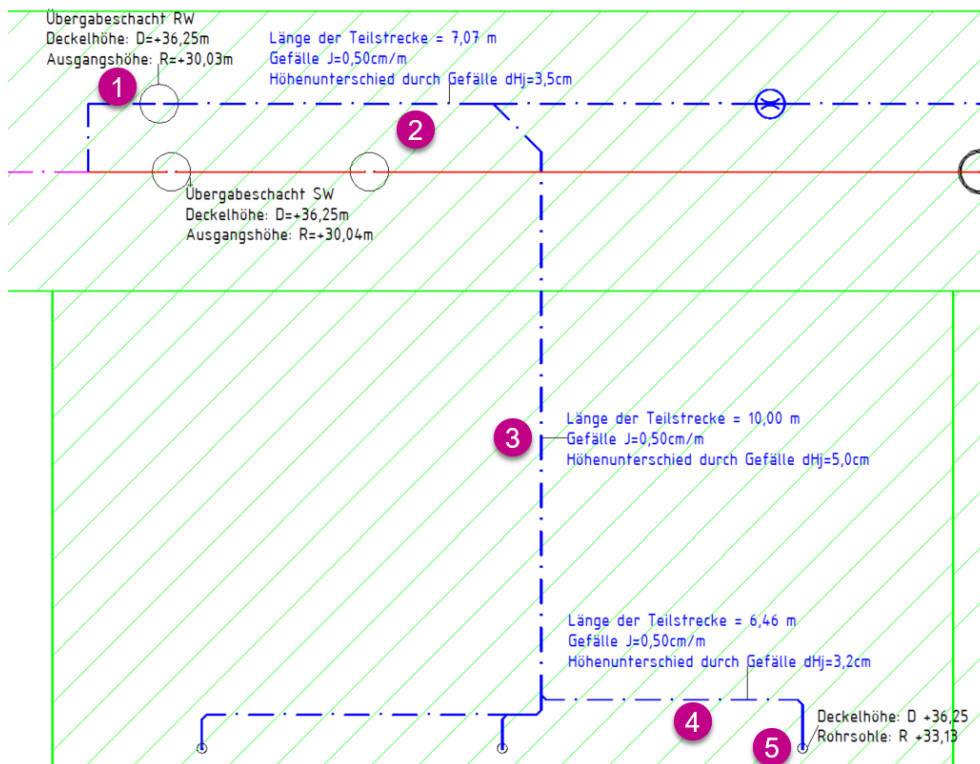 Übergabeschacht RW
Deckelhöhe: D=+36,25m
Ausgangshöhe: R=+30,03m
Länge der Teilstrecke = 7,07 m
Gefälle J=0,50cm/m
Höhenunterschied durch Gefälle dHj=3,5cm
1
2
Übergabeschacht SW
Deckelhöhe: D=+36,25m
Ausgangshöhe: R=+30,04m
3
Länge der Teilstrecke = 10,00 m
Gefälle J=0,50cm/m
Höhenunterschied durch Gefälle dHj=5,0cm
Länge der Teilstrecke = 6,46 m
Gefälle J=0,50cm/m
Höhenunterschied durch Gefälle dHj=3,2cm
4
5
Deckelhöhe: D +36,25
Rohrsohle: R +33,13